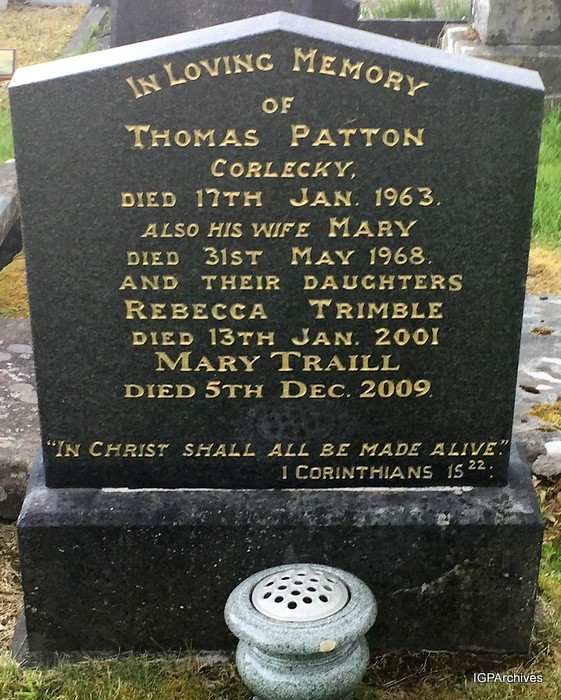 In Loving Memory
OF
THOMAS PATTON
CORLECKY,
DIED 17TH JAN. 1963.
ALSO HIS WIFE MARY
DIED 31ST MAY 1968.
AND THEIR DAUGHTERS
REBECCA TRIMBLE
DIED 13TH JAN. 2001
MARY TRAILL
DIED 5TH DEC. 2009.
"IN CHRIST SHALL ALL BE MADE ALIVE."
1 CORINTHIANS 15 22.
IGPArchives